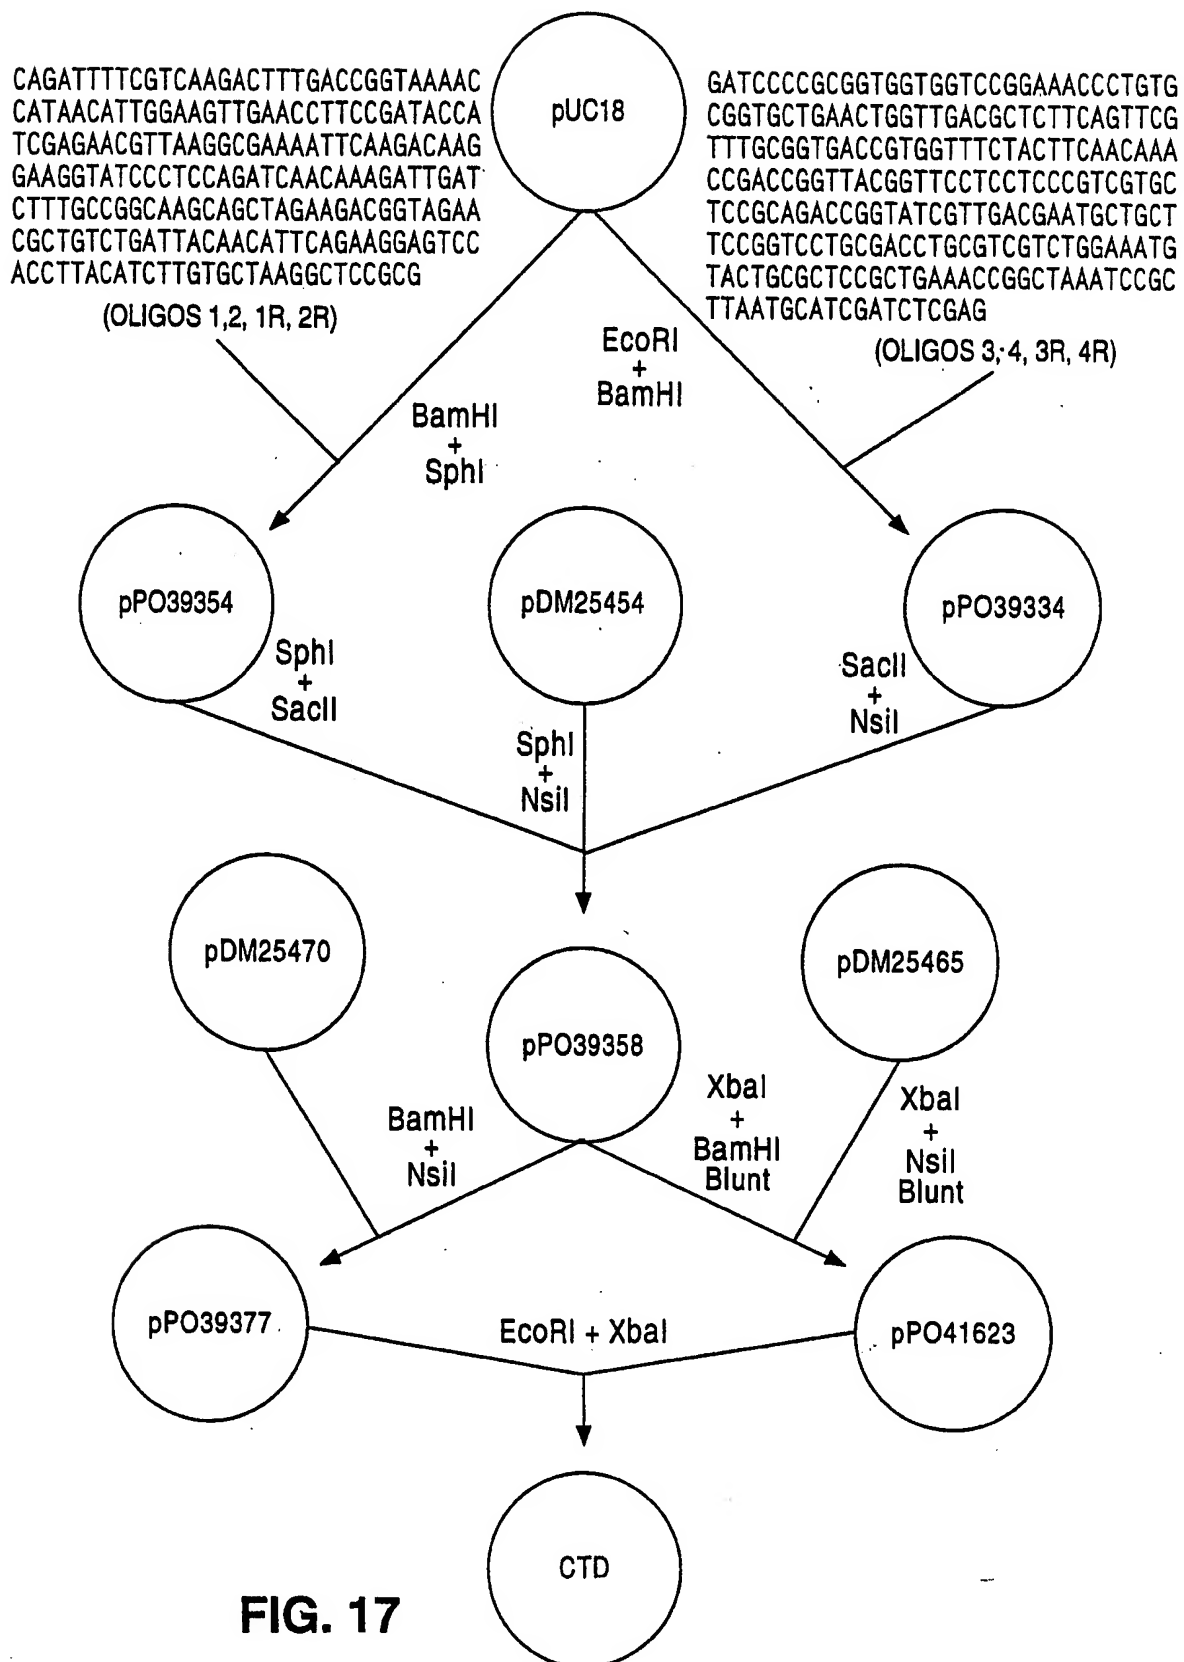 CAGATTTTCGTCAAGACTTTGACCGGTAAAAC
CATAACATTGGAAGTTGAACCTTCCGATACCA
TCGAGAACGTTAAGGCGAAAATTCAAGACAAG
GAAGGTATCCCTCCAGATCAACAAAGATTGAT
CTTTGCCGGCAAGCAGCTAGAAGACGGTAGAA
CGCTGTCTGATTACAACATTCAGAAGGAGTCC
ACCTTACATCTTGTGCTAAGGCTCCGCG
(OLIGOS 1,2, 1R, 2R)
pUC18
GATCCCCGCGGTGGTGGTCCGGAAACCCTGTG
CGGTGCTGAACTGGTTGACGCTCTTCAGTTCG
TTTGCGGTGACCGTGGTTTCTACTTCAACAAA
CCGACCGGTTACGGTTCCTCCTCCCGTCGTGC
TCCGCAGACCGGTATCGTTGACGAATGCTGCT
TCCGGTCCTGCGACCTGCGTCGTCTGGAAATG
TACTGCGCTCCGCTGAAACCGGCTAAATCCGC
TTAATGCATCGATCTCGAG
(OLIGOS 3, 4, 3R, 4R)
EcoRI
+
BamHI
BamHI
+
SphI
pPO39354
pDM25454
pPO39334
SphI
+
SacII
SacII
+
NsiI
SphI
+
NsiI
pDM25470
pPO39358
pDM25465
BamHI
+
NsiI
XbaI
+
BamHI
Blunt
XbaI
+
NsiI
Blunt
pPO39377
EcoRI + XbaI
pPO41623
CTD
FIG. 17